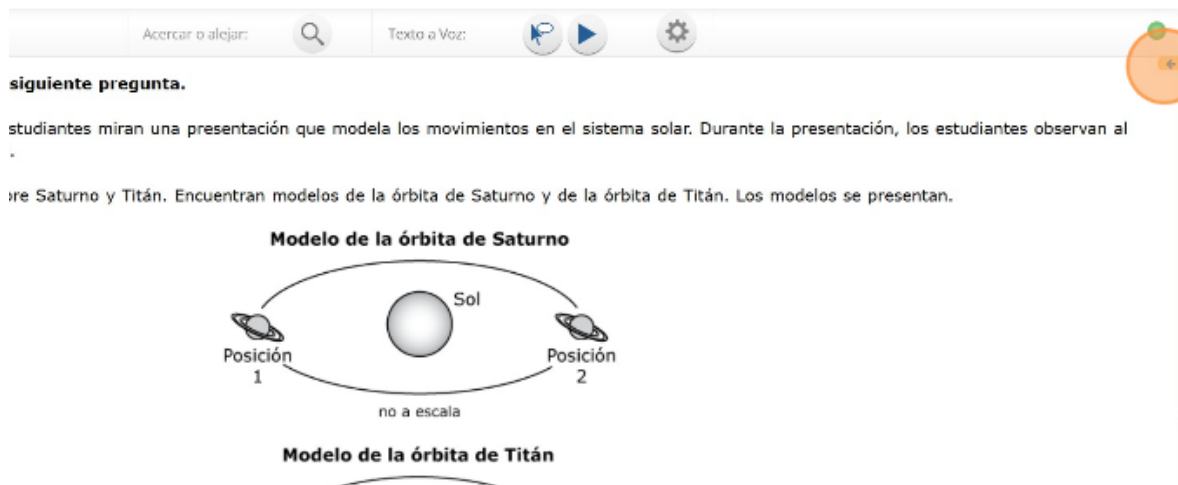 Acercar o alejar:
Texto a Voz:
siguiente pregunta.
studiantes miran una presentación que modela los movimientos en el sistema solar. Durante la presentación, los estudiantes observan al
.
re Saturno y Titán. Encuentran modelos de la órbita de Saturno y de la órbita de Titán. Los modelos se presentan.
Modelo de la órbita de Saturno
Sol
Posición
1
Posición
2
no a escala
Modelo de la órbita de Titán